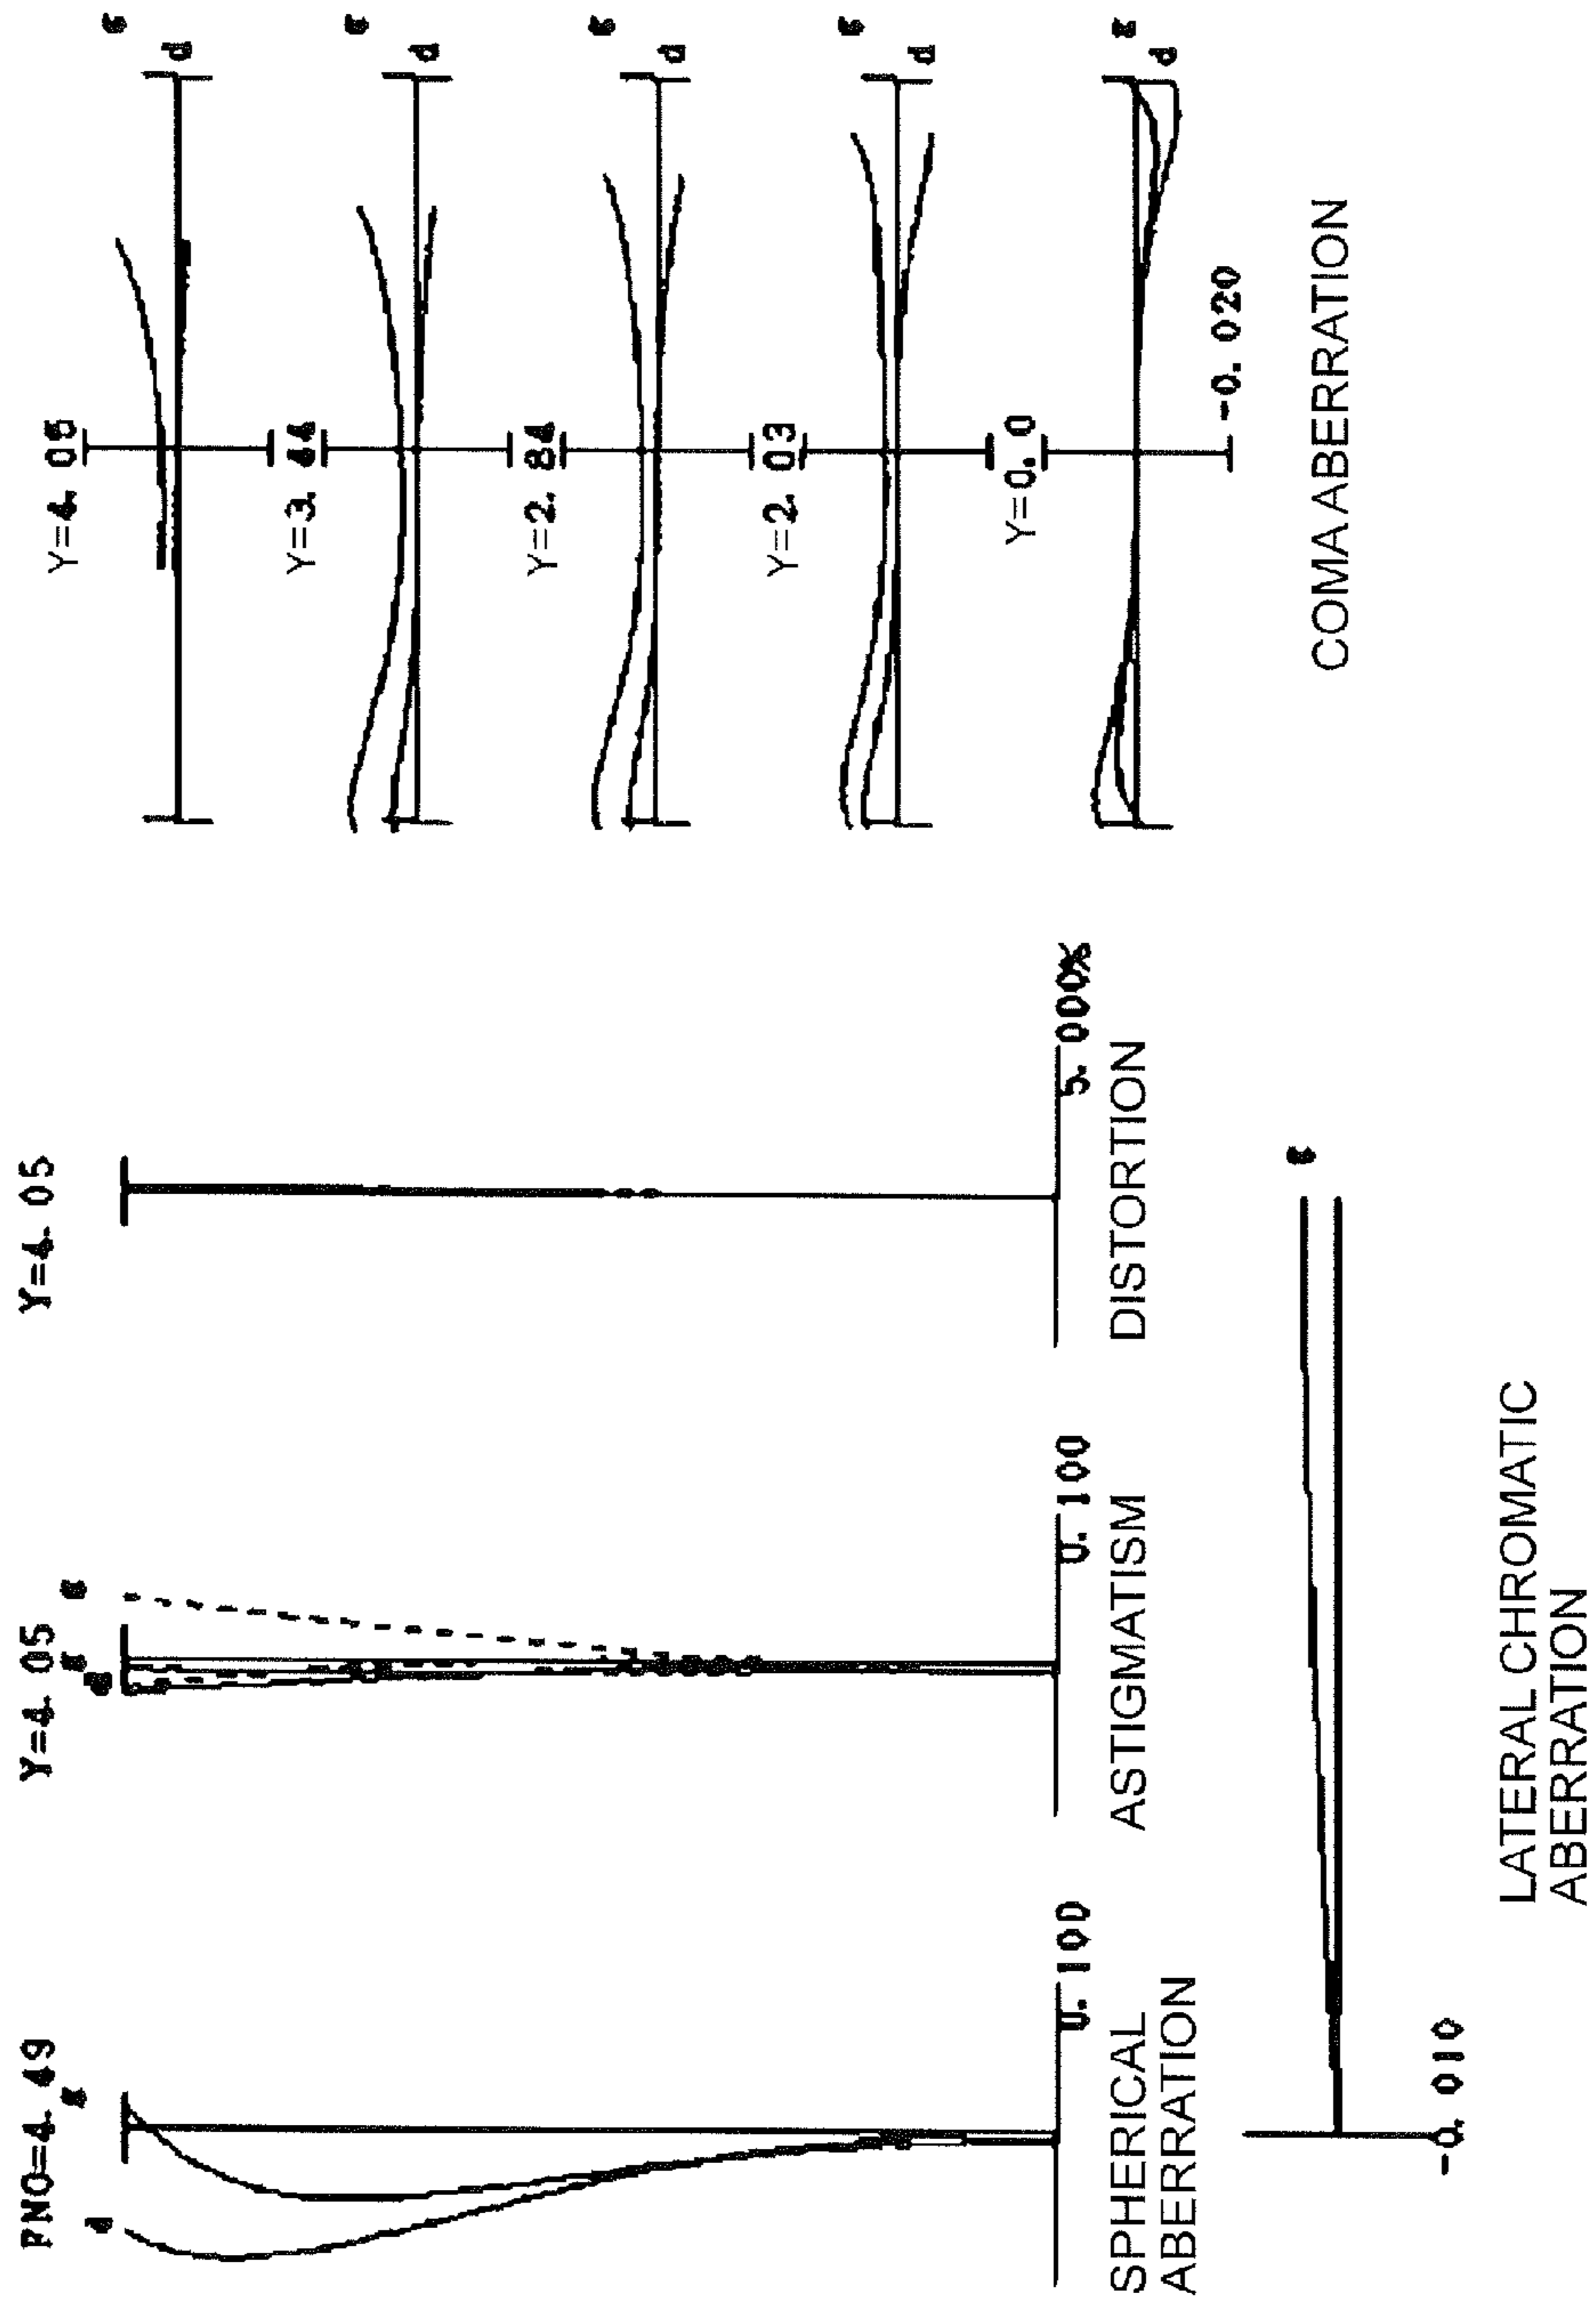 FNO=4.49
d
g
0.100
SPHERICAL
ABERRATION
Y=4.05
g
g
0.100
ASTIGMATISM
Y=4.05
5.000%
DISTORTION
Y=4.05
g
d
Y=3.44
g
d
Y=2.84
g
d
Y=2.03
g
d
Y=0.0
g
d
-0.020
COMA ABERRATION
g
-0.010
LATERAL CHROMATIC
ABERRATION